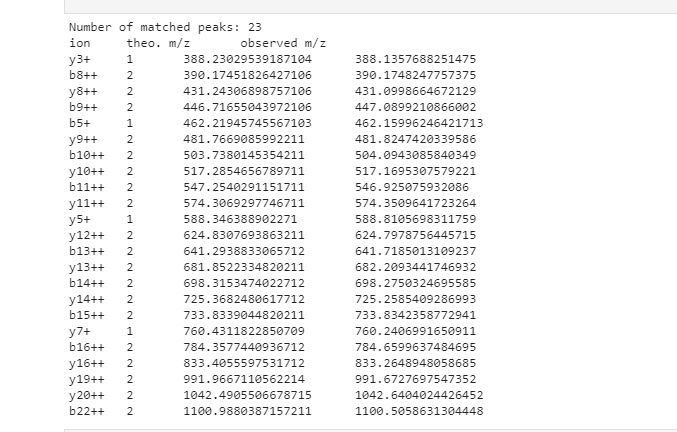 Number of matched peaks: 23
ion theo. m/z observed m/z
y3+ 1 388.23029539187104 388.1357688251475
b8++ 2 390.17451826427106 390.1748247757375
y8++ 2 431.24306898757106 431.0998664672129
b9++ 2 446.71655043972106 447.0899210866002
b5+ 1 462.21945745567103 462.15996246421713
y9++ 2 481.7669085992211 481.8247420339586
b10++ 2 503.7380145354211 504.0943085840349
y10++ 2 517.2854656789711 517.1695307579221
b11++ 2 547.2540291151711 546.925075932086
y11++ 2 574.3069297746711 574.3509641723264
y5+ 1 588.346388902271 588.8105698311759
y12++ 2 624.8307693863211 624.7978756445715
b13++ 2 641.2938833065712 641.7185013109237
y13++ 2 681.8522334820211 682.2093441746932
b14++ 2 698.3153474022712 698.2750324695585
y14++ 2 725.3682480617712 725.2585409286993
b15++ 2 733.8339044820211 733.8342358772941
y7+ 1 760.4311822850709 760.2406991650911
b16++ 2 784.3577440936712 784.6599637484695
y16++ 2 833.4055597531712 833.2648948058685
y19++ 2 991.9667110562214 991.6727697547352
y20++ 2 1042.4905506678715 1042.6404024426452
b22++ 2 1100.9880387157211 1100.5058631304448